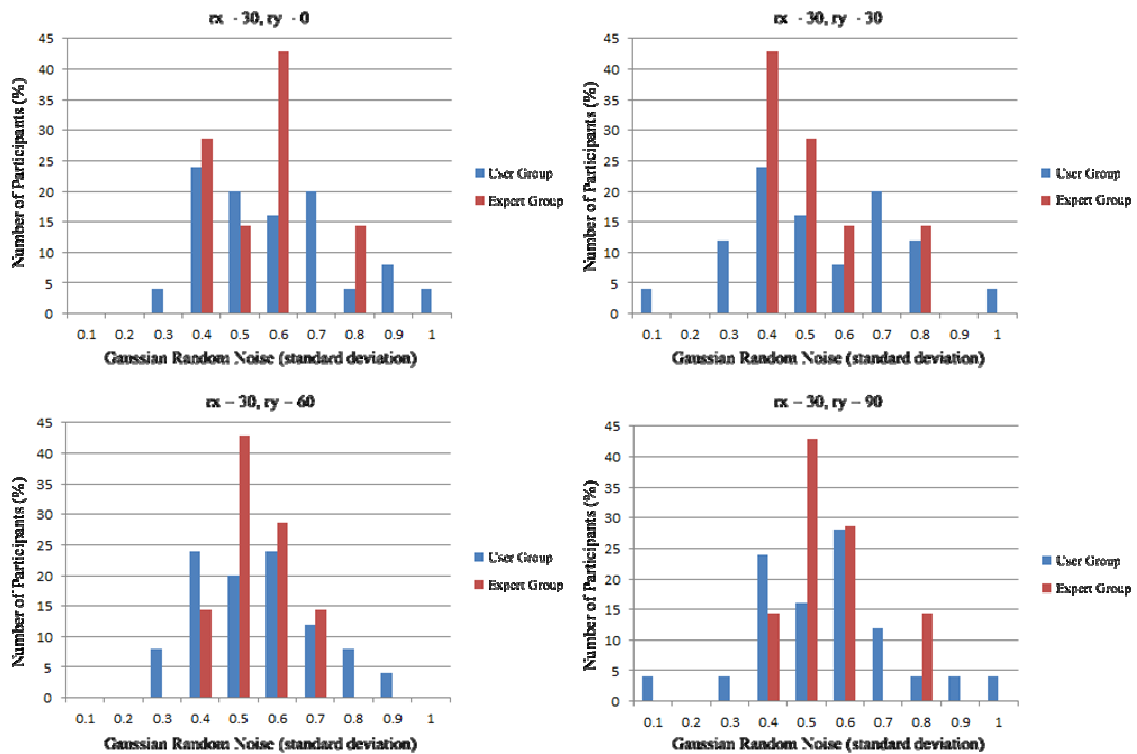 rx - 30, ry - 0
Number of Participants (%)
45
40
35
30
25
20
15
10
5
0
0.1 0.2 0.3 0.4 0.5 0.6 0.7 0.8 0.9 1
Gaussian Random Noise (standard deviation)
User Group
Expert Group
rx - 30, ry - 30
Number of Participants (%)
45
40
35
30
25
20
15
10
5
0
0.1 0.2 0.3 0.4 0.5 0.6 0.7 0.8 0.9 1
Gaussian Random Noise (standard deviation)
User Group
Expert Group
rx – 30, ry – 60
Number of Participants (%)
45
40
35
30
25
20
15
10
5
0
0.1 0.2 0.3 0.4 0.5 0.6 0.7 0.8 0.9 1
Gaussian Random Noise (standard deviation)
User Group
Expert Group
rx – 30, ry – 90
Number of Participants (%)
45
40
35
30
25
20
15
10
5
0
0.1 0.2 0.3 0.4 0.5 0.6 0.7 0.8 0.9 1
Gaussian Random Noise (standard deviation)
User Group
Expert Group